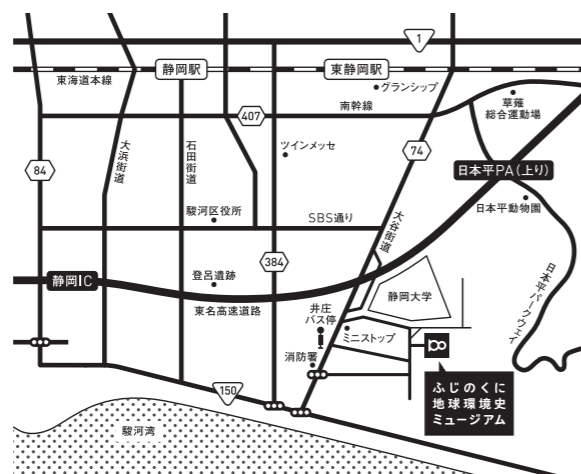 1
静岡駅
東静岡駅
東海道本線
グランシップ
南幹線
407
草薙
総合運動場
大浜街道
石田街道
ツインメッセ
74
84
日本平PA(上り)
駿河区役所
SBS通り
大谷街道
日本平動物園
384
静岡IC
登呂遺跡
静岡大学
日本平パークウェイ
東名高速道路
井庄
バス停
ミニストップ
消防署
150
ふじのくに
地球環境史
ミュージアム
駿河湾